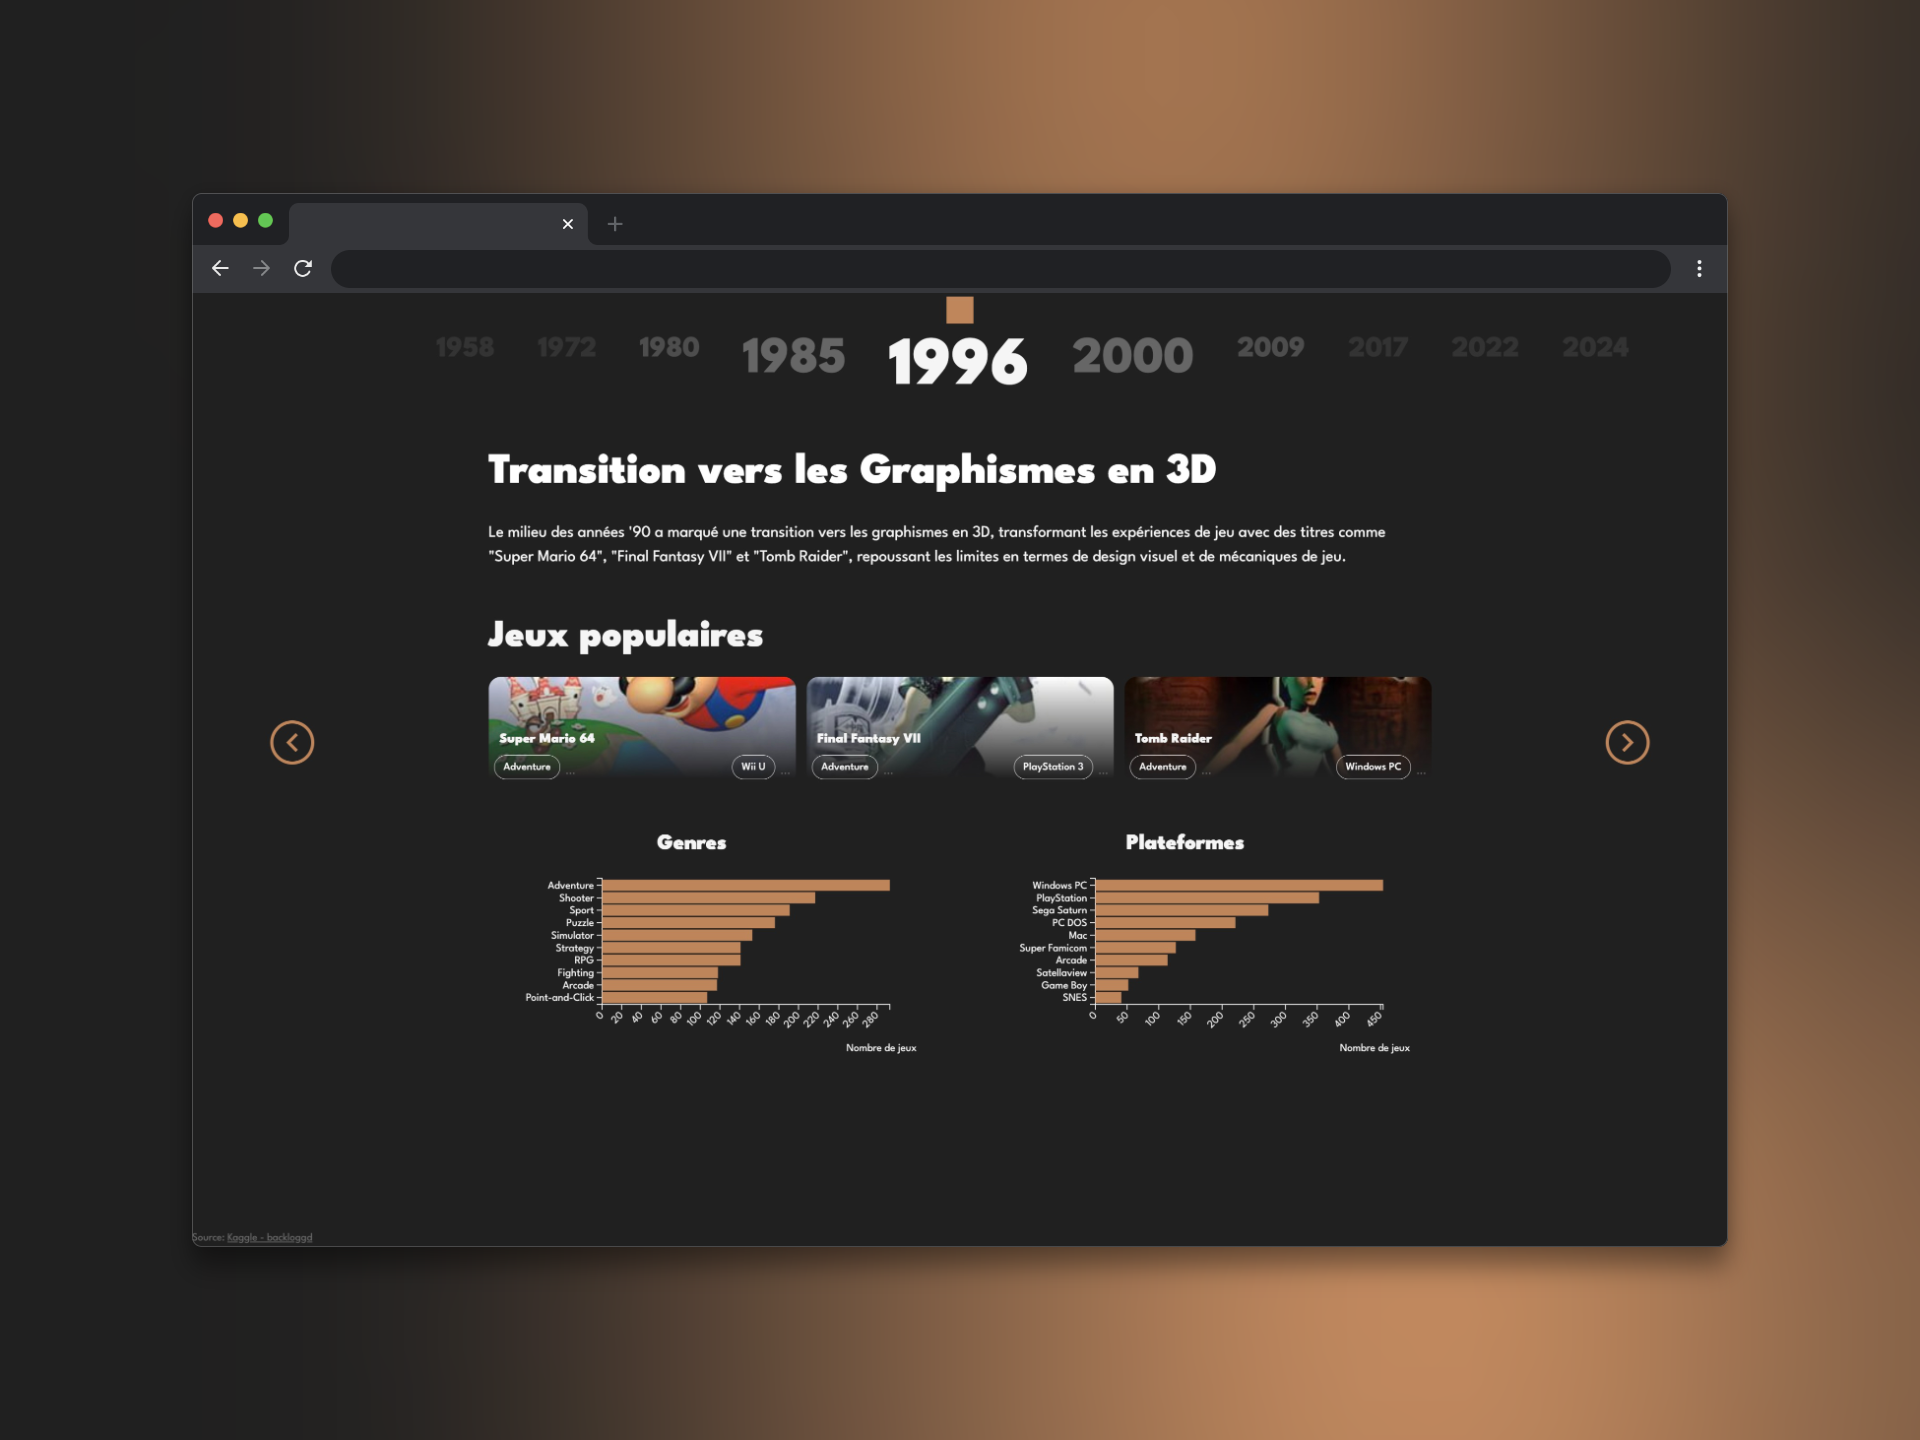 1958 1972 1980 1985 1996 2000 2009 2017 2022 2024
Transition vers les Graphismes en 3D
Le milieu des années '90 a marqué une transition vers les graphismes en 3D, transformant les expériences de jeu avec des titres comme
"Super Mario 64", "Final Fantasy VII" et "Tomb Raider", repoussant les limites en termes de design visuel et de mécaniques de jeu.
Jeux populaires
Super Mario 64
Adventure ... Wii U ...
Final Fantasy VII
Adventure ... PlayStation 3 ...
Tomb Raider
Adventure ... Windows PC ...
Genres
Adventure
Shooter
Sport
Puzzle
Simulator
Strategy
RPG
Fighting
Arcade
Point-and-Click
0 20 40 60 80 100 120 140 160 180 200 220 240 260 280
Nombre de jeux
Plateformes
Windows PC
PlayStation
Sega Saturn
PC DOS
Mac
Super Famicom
Arcade
Satellaview
Game Boy
SNES
0 50 100 150 200 250 300 350 400 450
Nombre de jeux
Source: Kaggle - backloggd